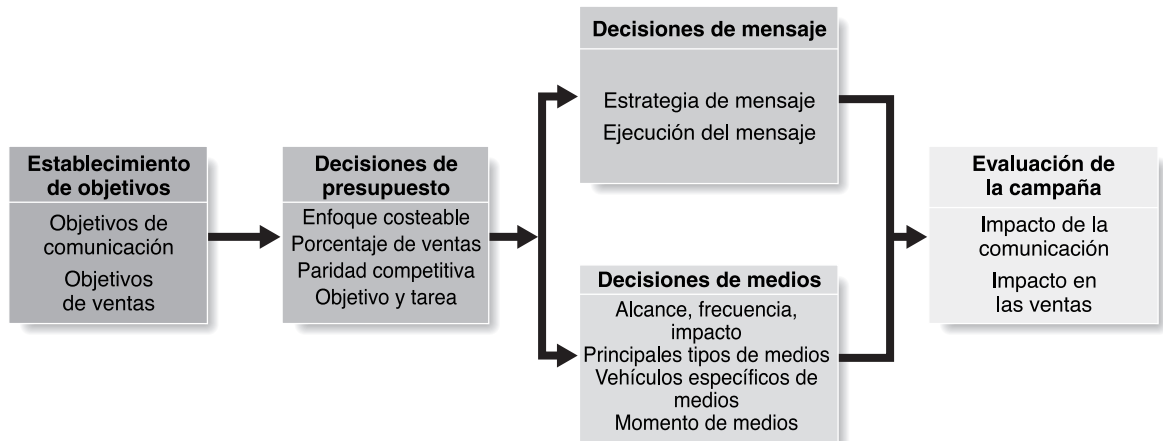 Establecimiento
de objetivos
Objetivos de
comunicación
Objetivos
de ventas
Decisiones de
presupuesto
Enfoque costeable
Porcentaje de ventas
Paridad competitiva
Objetivo y tarea
Decisiones de mensaje
Estrategia de mensaje
Ejecución del mensaje
Decisiones de medios
Alcance, frecuencia,
impacto
Principales tipos de medios
Vehículos específicos de
medios
Momento de medios
Evaluación de
la campaña
Impacto de la
comunicación
Impacto en
las ventas